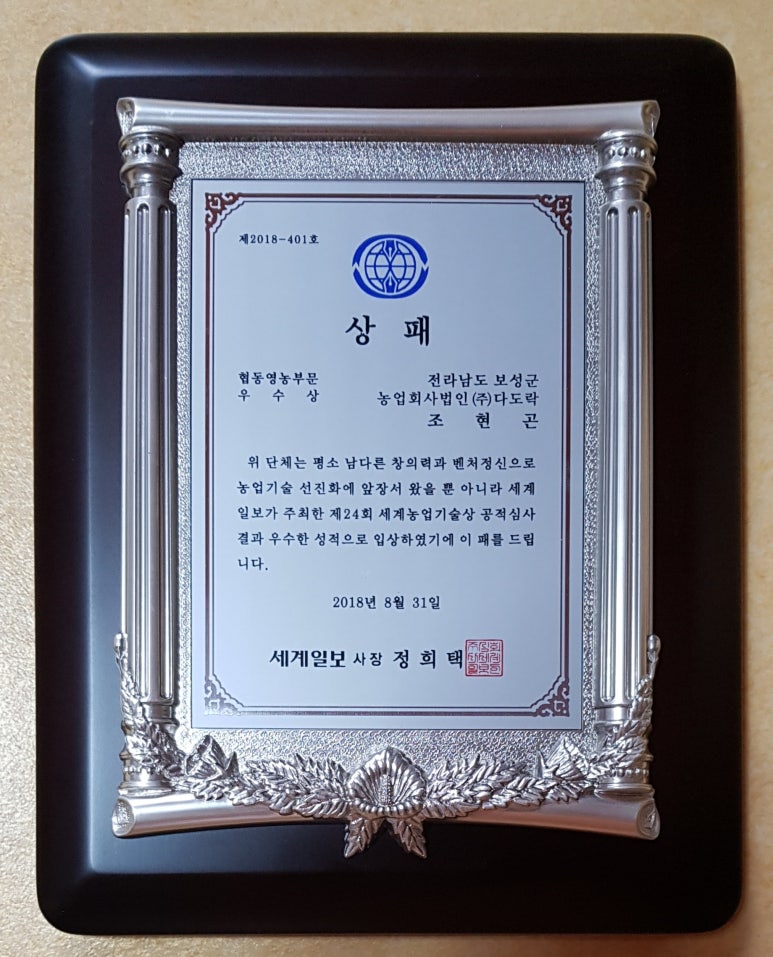 제2018-401호
상 패
협동영농부문
우 수 상
전라남도 보성군
농업회사법인(주)다도락
조 현 곤
위 단체는 평소 남다른 창의력과 벤처정신으로
농업기술 선진화에 앞장서 왔을 뿐 아니라 세계
일보가 주최한 제24회 세계농업기술상 공적심사
결과 우수한 성적으로 입상하였기에 이 패를 드립
니다.
2018년 8월 31일
세계일보 사장 정 희 택